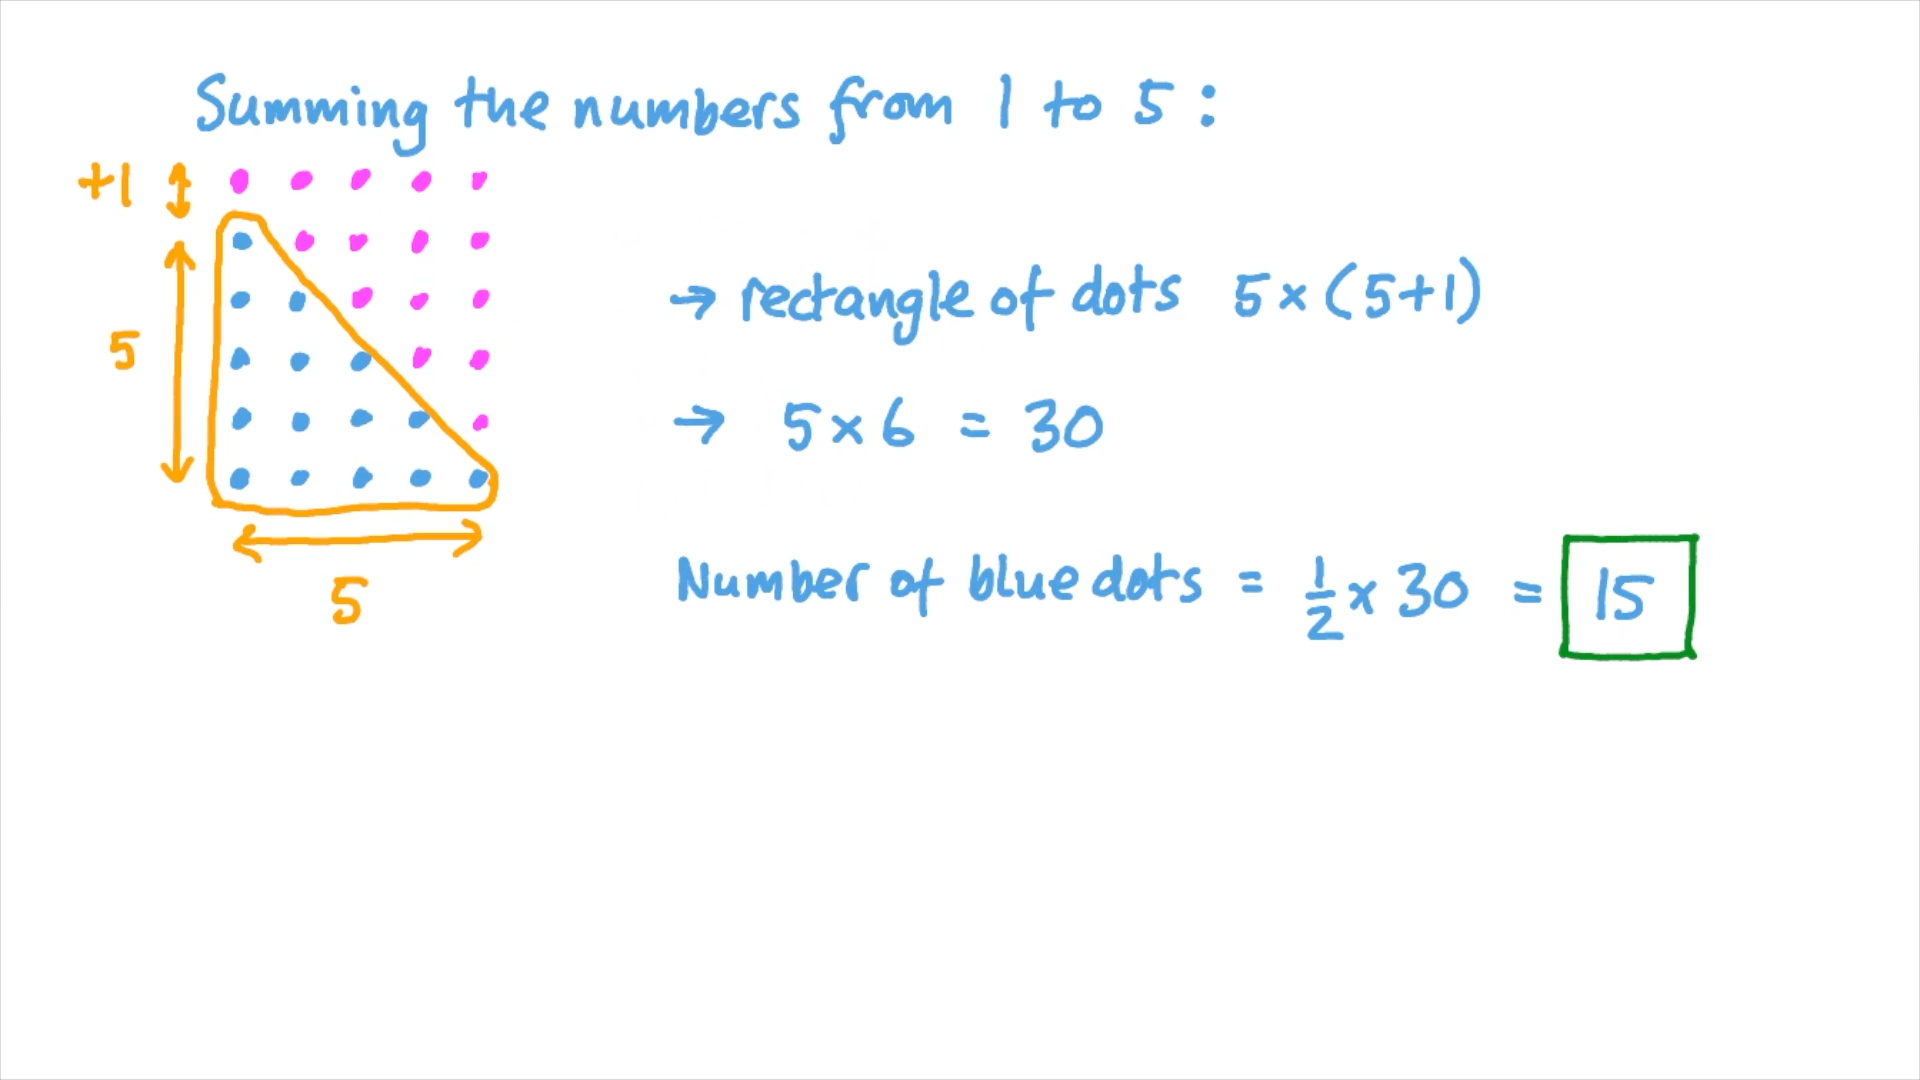 Summing the numbers from 1 to 5 :
+1
5
5
→ rectangle of dots 5 × (5+1)
→ 5 × 6 = 30
Number of blue dots = 1/2 × 30 = 15